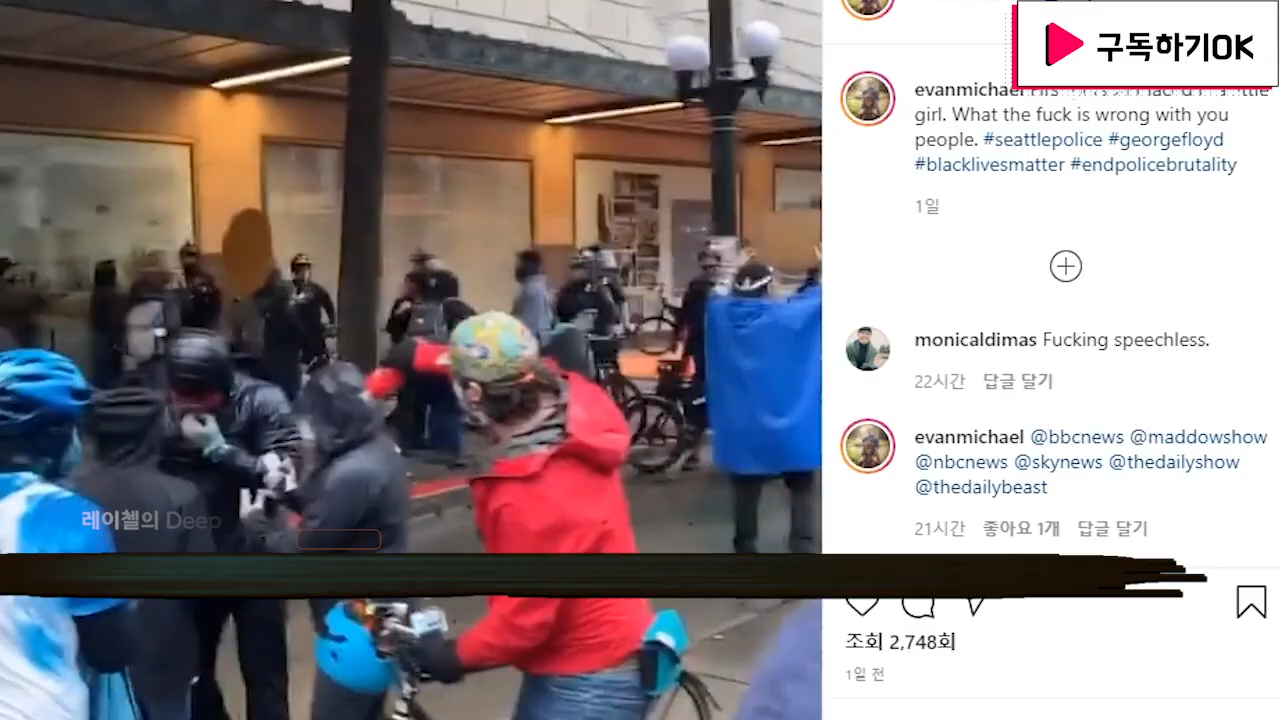 구독하기OK
evanmichael
girl. What the fuck is wrong with you
people. #seattlepolice #georgefloyd
#blacklivesmatter #endpolicebrutality
1일
monicaldimas Fucking speechless.
22시간 답글 달기
evanmichael @bbcnews @maddowshow
@nbcnews @skynews @thedailyshow
@thedailybeast
21시간 좋아요 1개 답글 달기
레이첼의 Deep
조회 2,748회
1일 전